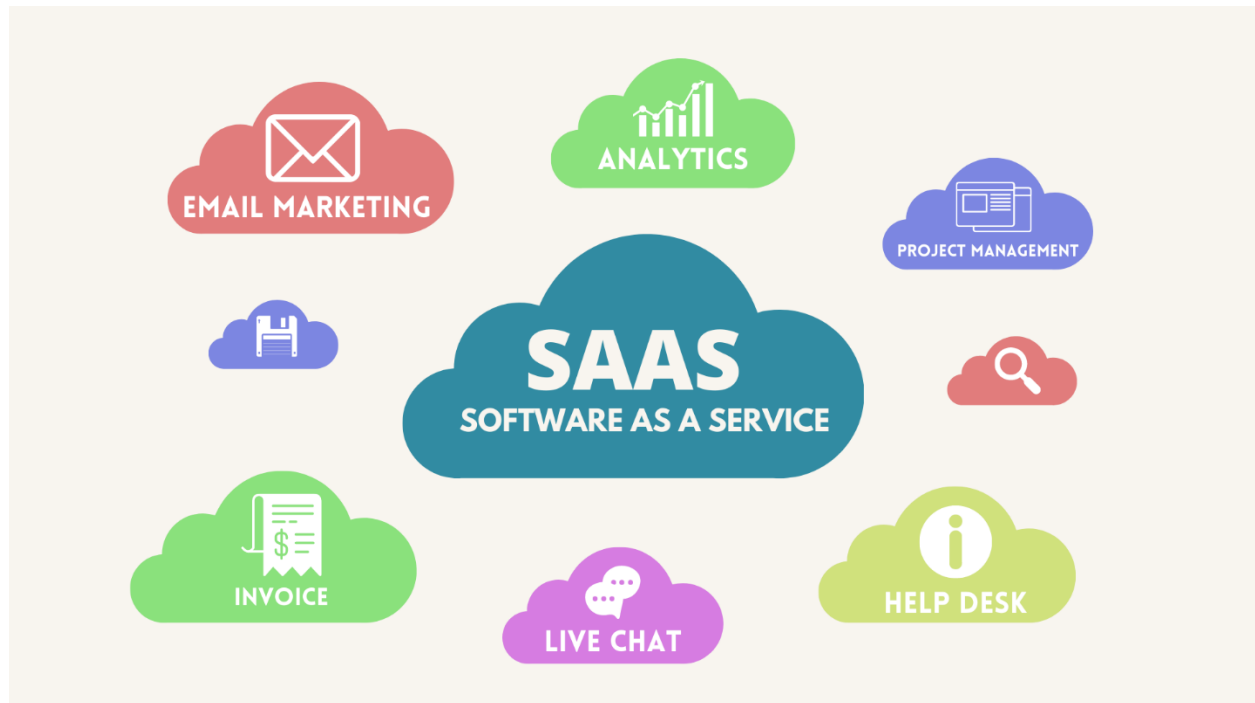 EMAIL MARKETING
ANALYTICS
PROJECT MANAGEMENT
SAAS
SOFTWARE AS A SERVICE
$
INVOICE
LIVE CHAT
HELP DESK